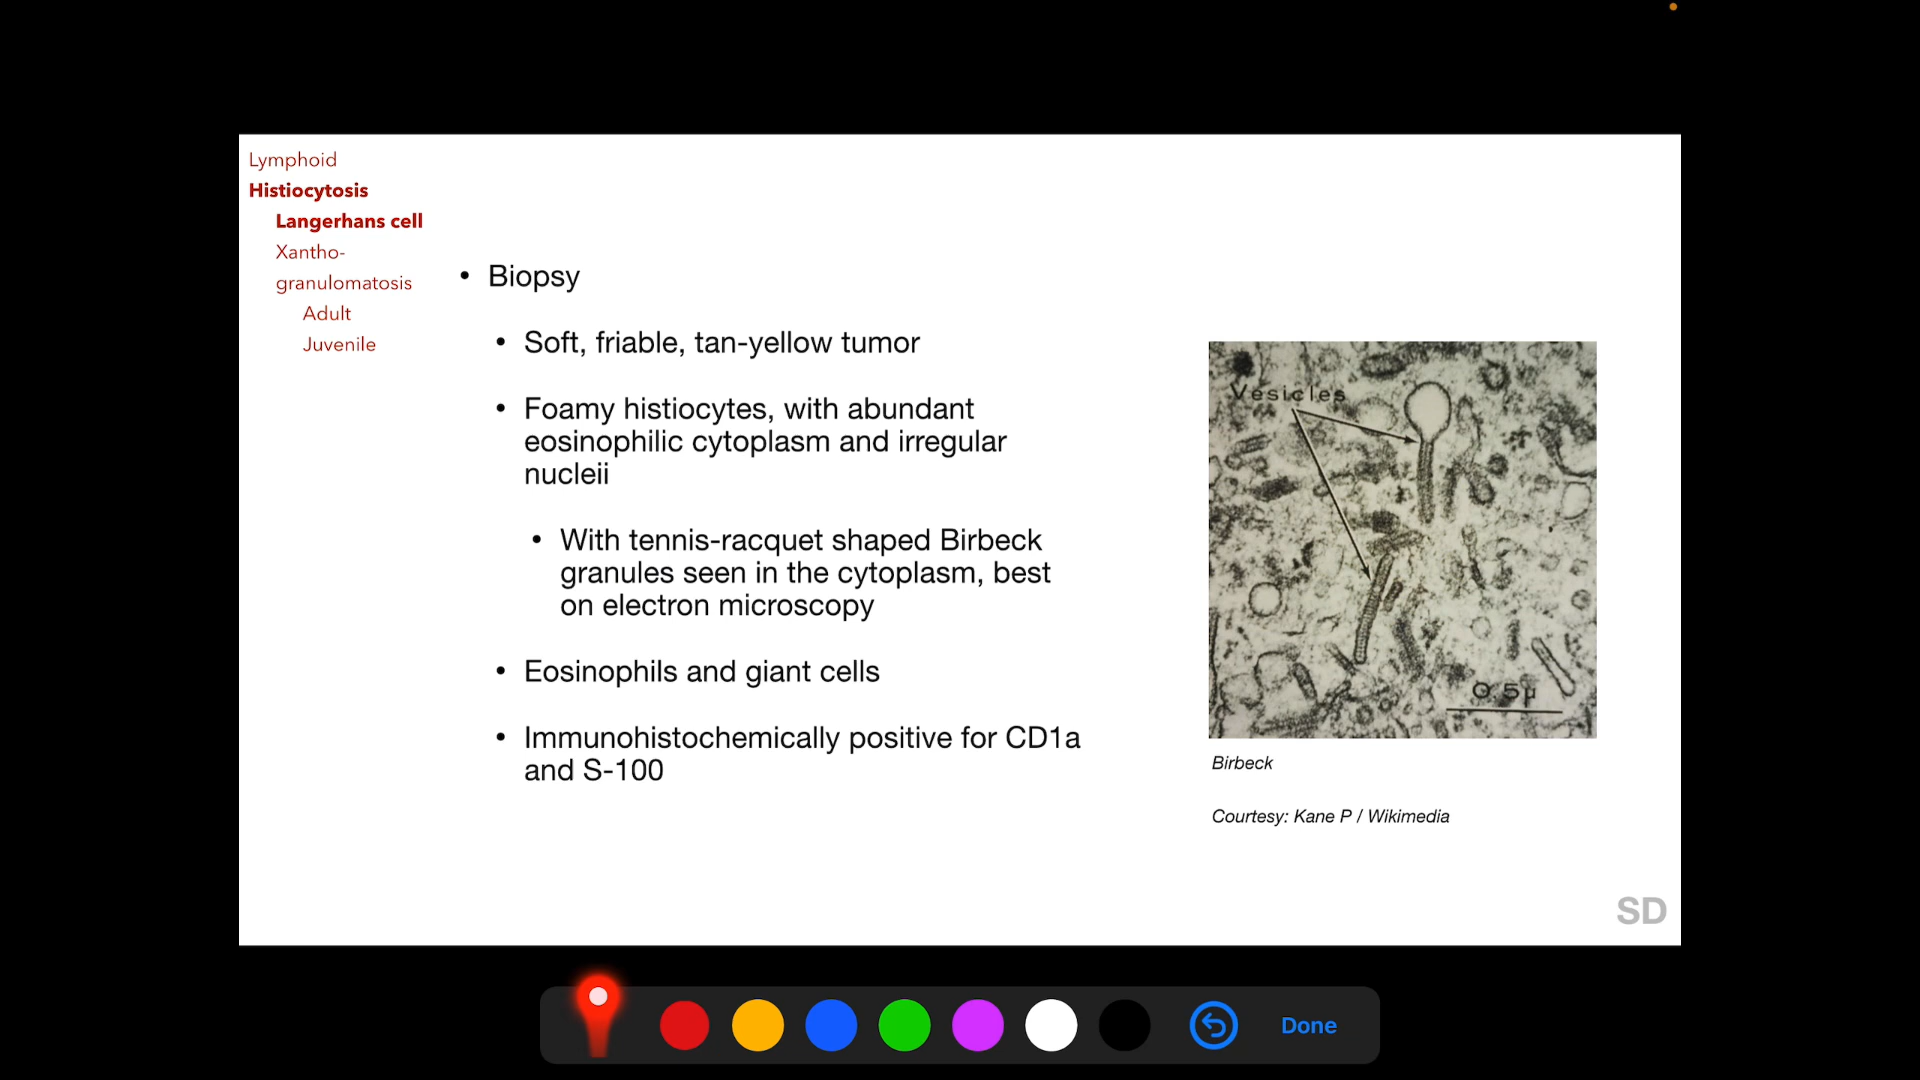 Lymphoid
Histiocytosis
Langerhans cell
Xantho-
granulomatosis
Adult
Juvenile
• Biopsy
• Soft, friable, tan-yellow tumor
• Foamy histiocytes, with abundant
eosinophilic cytoplasm and irregular
nucleii
• With tennis-racquet shaped Birbeck
granules seen in the cytoplasm, best
on electron microscopy
• Eosinophils and giant cells
• Immunohistochemically positive for CD1a
and S-100
Vesicles
0.5μ
Birbeck
Courtesy: Kane P / Wikimedia
SD
Done